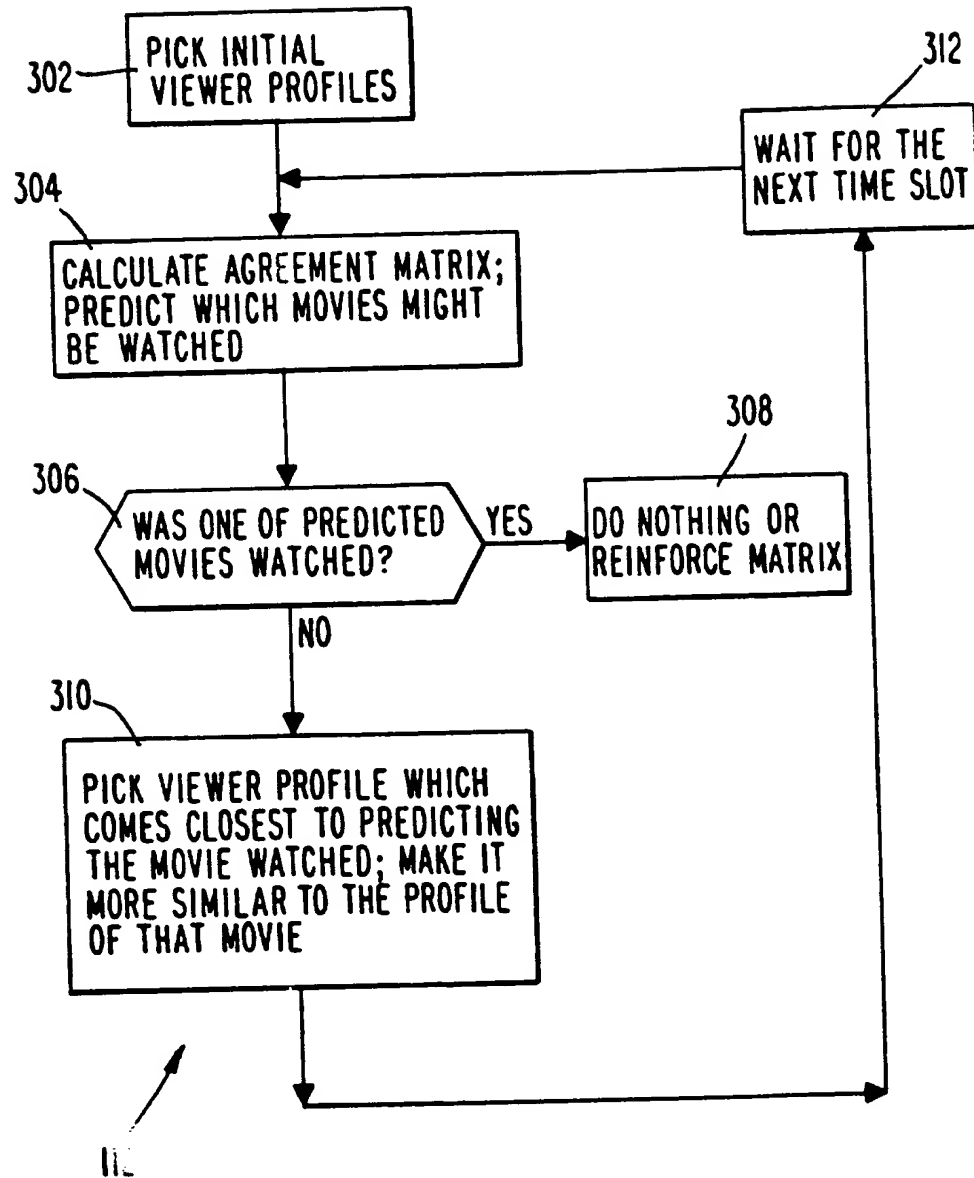 302
PICK INITIAL
VIEWER PROFILES
312
WAIT FOR THE
NEXT TIME SLOT
304
CALCULATE AGREEMENT MATRIX;
PREDICT WHICH MOVIES MIGHT
BE WATCHED
308
306
WAS ONE OF PREDICTED
MOVIES WATCHED?
YES
DO NOTHING OR
REINFORCE MATRIX
NO
310
PICK VIEWER PROFILE WHICH
COMES CLOSEST TO PREDICTING
THE MOVIE WATCHED; MAKE IT
MORE SIMILAR TO THE PROFILE
OF THAT MOVIE